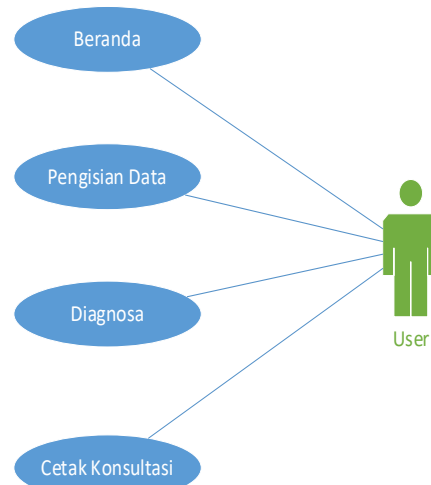 Beranda
Pengisian Data
Diagnosa
User
Cetak Konsultasi